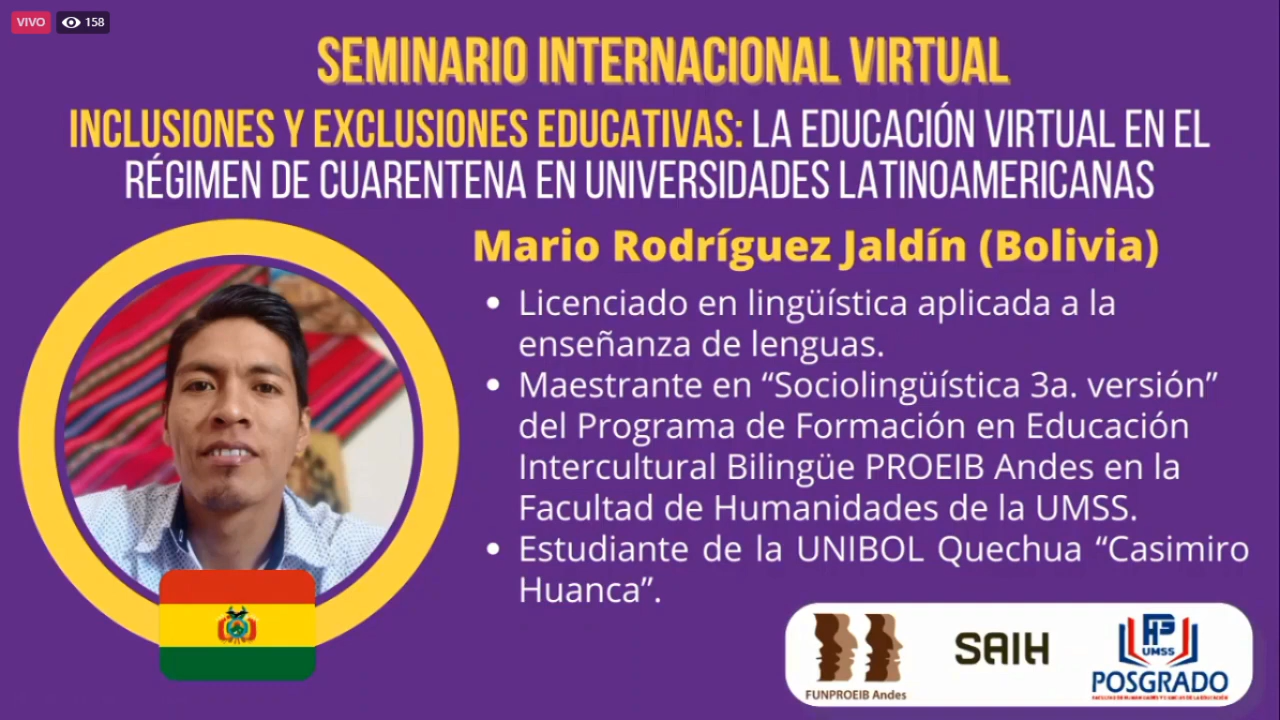 VIVO 158
SEMINARIO INTERNACIONAL VIRTUAL
INCLUSIONES Y EXCLUSIONES EDUCATIVAS: LA EDUCACIÓN VIRTUAL EN EL
RÉGIMEN DE CUARENTENA EN UNIVERSIDADES LATINOAMERICANAS
Mario Rodríguez Jaldín (Bolivia)
• Licenciado en lingüística aplicada a la
enseñanza de lenguas.
• Maestrante en “Sociolingüística 3a. versión”
del Programa de Formación en Educación
Intercultural Bilingüe PROEIB Andes en la
Facultad de Humanidades de la UMSS.
• Estudiante de la UNIBOL Quechua “Casimiro
Huanca”.
FUNPROEIB Andes
SAIH
UMSS
POSGRADO